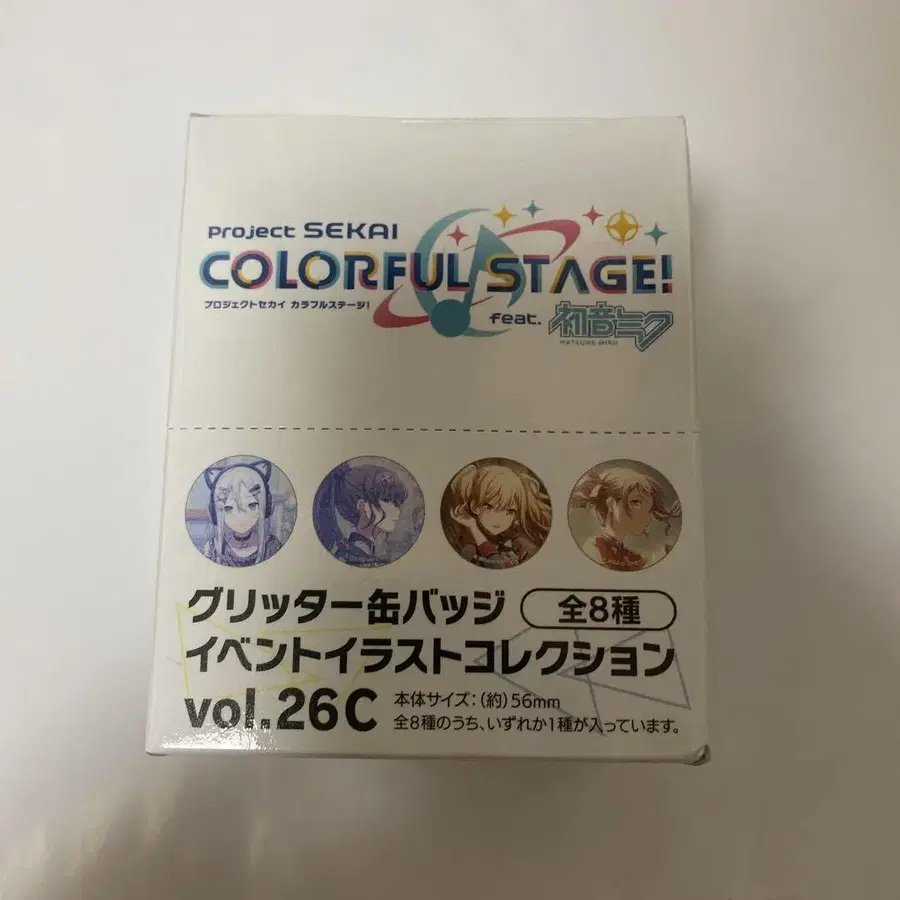 Project SEKAI
COLORFUL STAGE!
プロジェクトセカイ カラフルステージ!
feat. 初音ミク
HATSUNE MIKU
グリッター缶バッジ 全8種
イベントイラストコレクション
vol.26C 本体サイズ:(約)56mm
全8種のうち、いずれか1種が入っています。